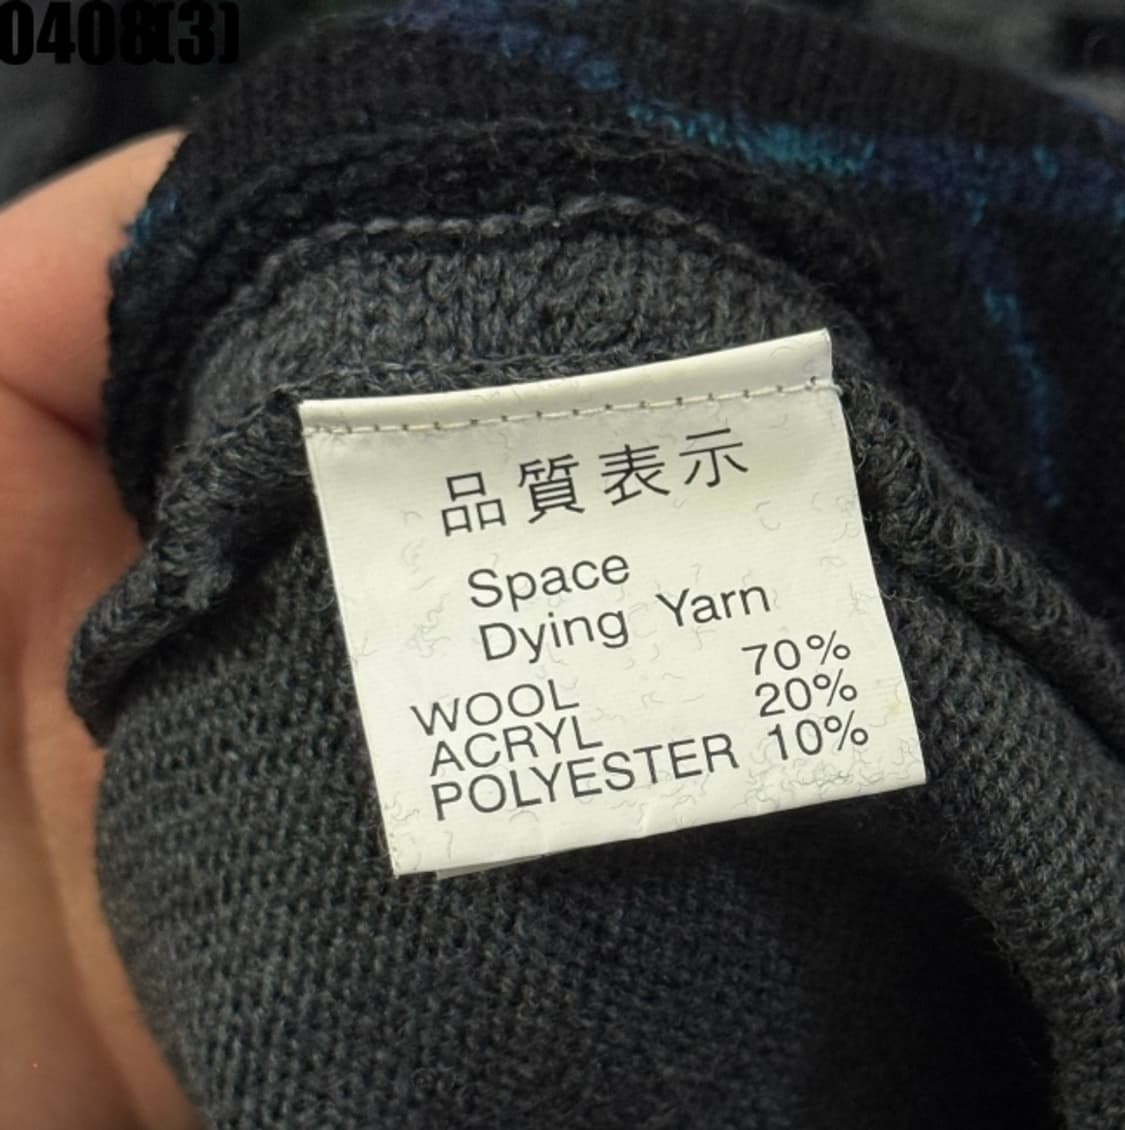 0408(3)
品質表示
Space
Dying Yarn
WOOL 70%
ACRYL 20%
POLYESTER 10%